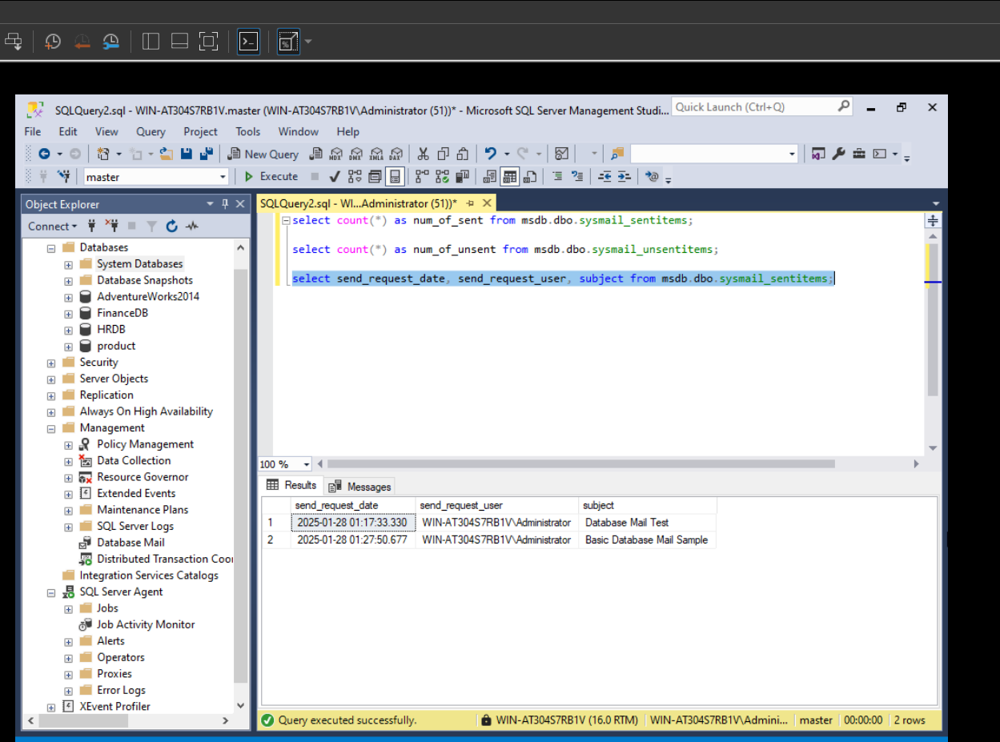 SQLQuery2.sql - WIN-AT304S7RB1V.master (WIN-AT304S7RB1V\Administrator (51))* - Microsoft SQL Server Management Studi...
Quick Launch (Ctrl+Q)
File Edit View Query Project Tools Window Help
New Query MDX DMX XMLA DAX
master Execute
Object Explorer
SQLQuery2.sql - WI...Administrator (51))*
Connect
Databases
System Databases
Database Snapshots
AdventureWorks2014
FinanceDB
HRDB
product
Security
Server Objects
Replication
Always On High Availability
Management
Policy Management
Data Collection
Resource Governor
Extended Events
Maintenance Plans
SQL Server Logs
Database Mail
Distributed Transaction Coor
Integration Services Catalogs
SQL Server Agent
Jobs
Job Activity Monitor
Alerts
Operators
Proxies
Error Logs
XEvent Profiler
select count(*) as num_of_sent from msdb.dbo.sysmail_sentitems;
select count(*) as num_of_unsent from msdb.dbo.sysmail_unsentitems;
select send_request_date, send_request_user, subject from msdb.dbo.sysmail_sentitems;
100 %
Results Messages
send_request_date send_request_user subject
1 2025-01-28 01:17:33.330 WIN-AT304S7RB1V\Administrator Database Mail Test
2 2025-01-28 01:27:50.677 WIN-AT304S7RB1V\Administrator Basic Database Mail Sample
Query executed successfully. WIN-AT304S7RB1V (16.0 RTM) WIN-AT304S7RB1V\Admini... master 00:00:00 2 rows